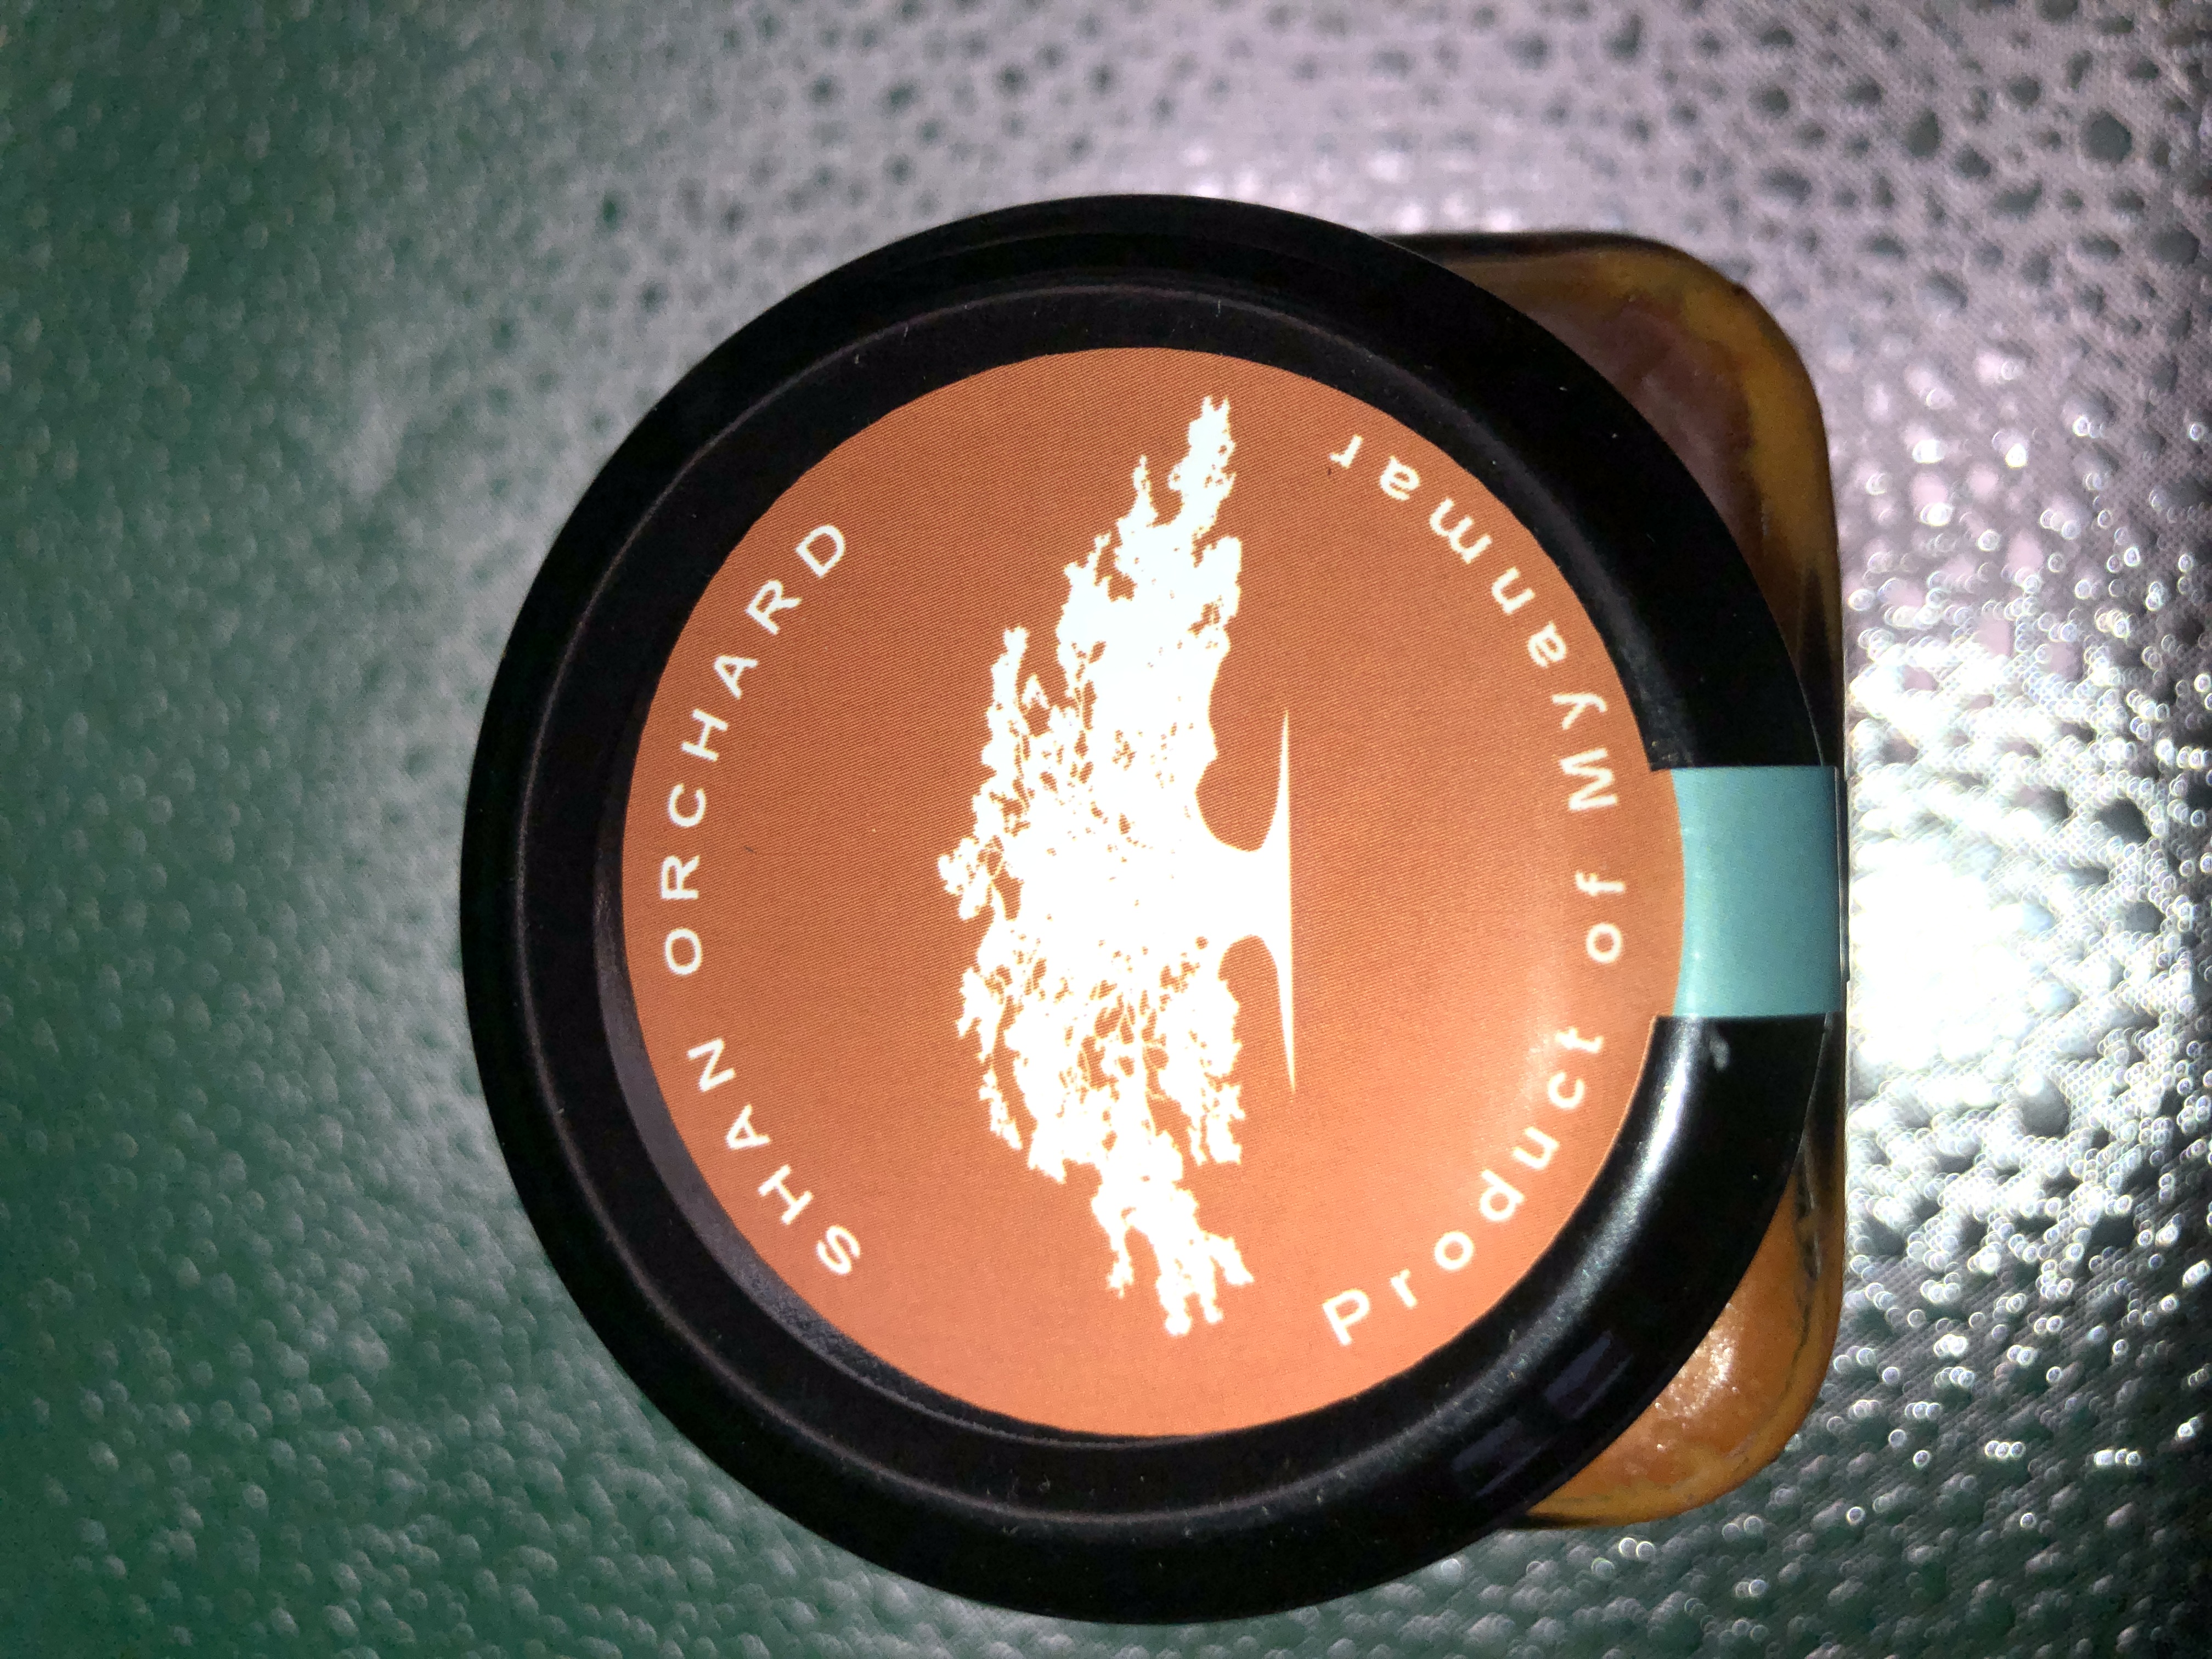 SHAN ORCHARD
Product of Myanmar